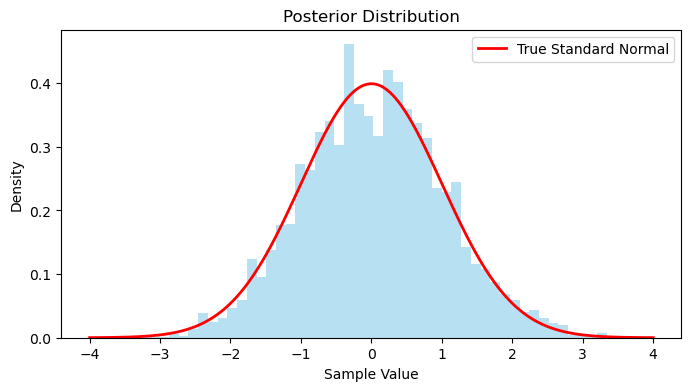 Posterior Distribution
True Standard Normal
Density
0.4
0.3
0.2
0.1
0.0
−4 −3 −2 −1 0 1 2 3 4
Sample Value